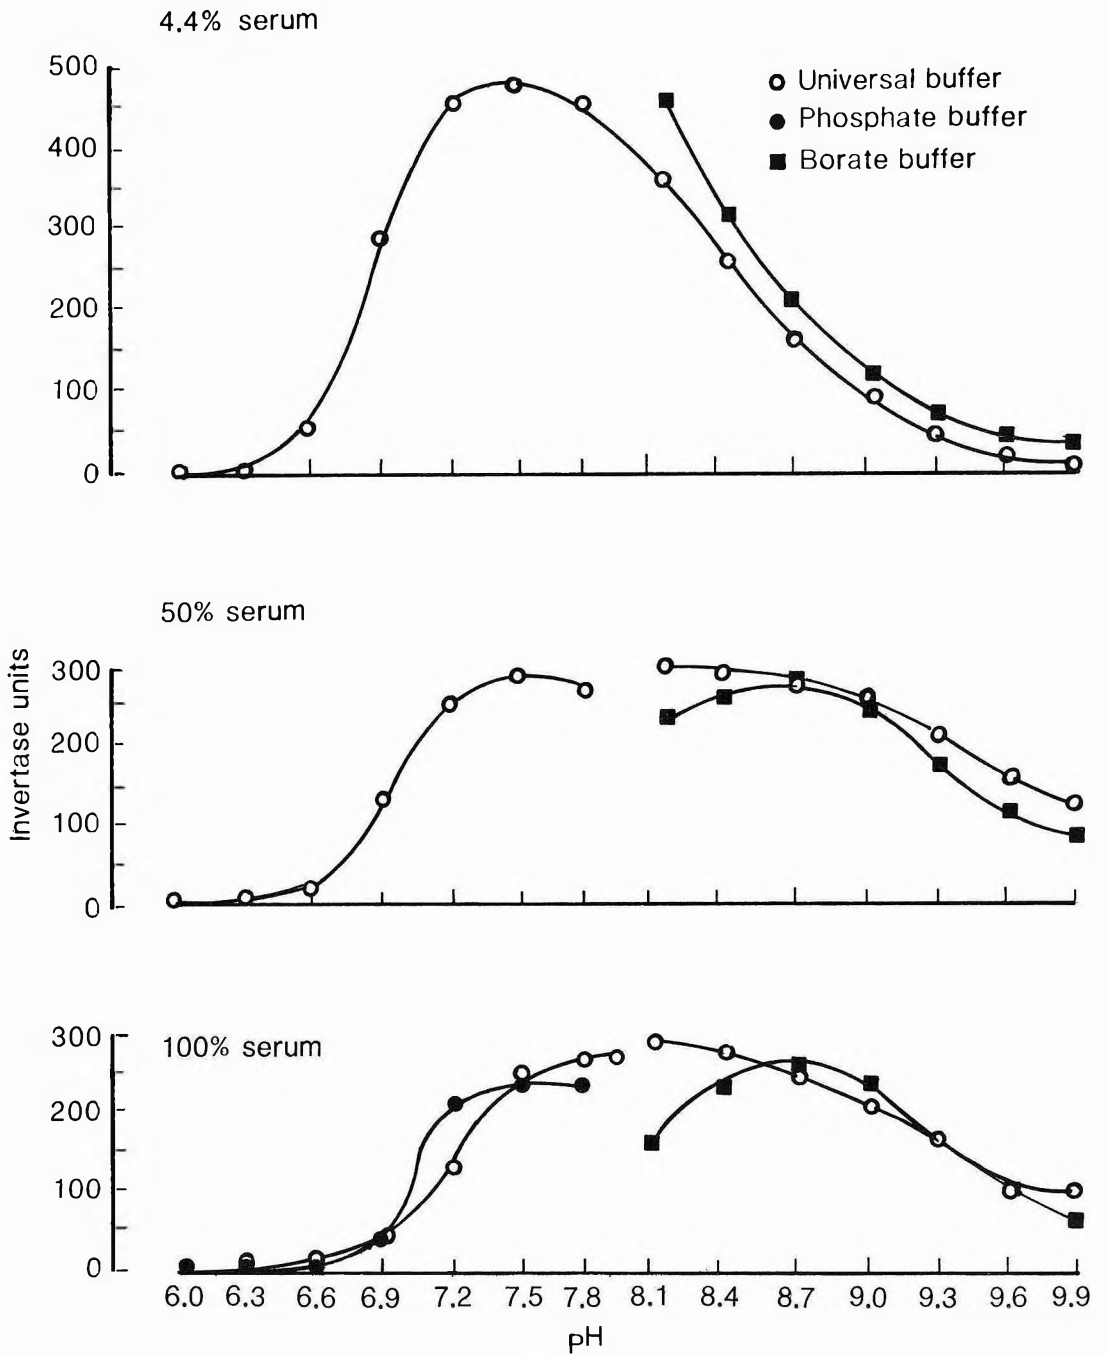 4.4% serum
500
400
300
200
100
0
Universal buffer
Phosphate buffer
Borate buffer
50% serum
300
200
100
0
Invertase units
100% serum
300
200
100
0
6.0 6.3 6.6 6.9 7.2 7.5 7.8 8.1 8.4 8.7 9.0 9.3 9.6 9.9
pH